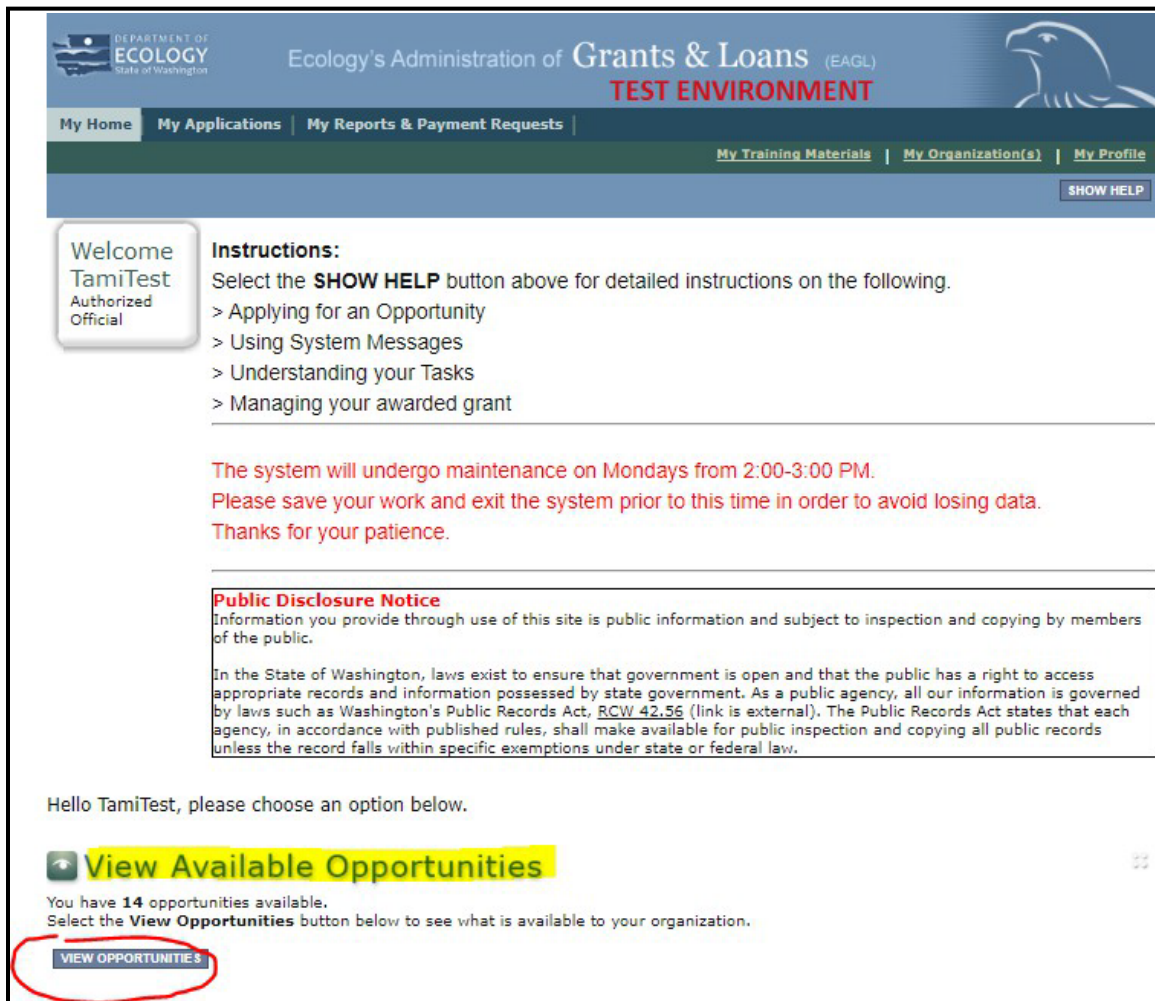 DEPARTMENT OF
ECOLOGY
State of Washington
Ecology's Administration of Grants & Loans (EAGL)
TEST ENVIRONMENT
My Home | My Applications | My Reports & Payment Requests |
My Training Materials | My Organization(s) | My Profile
SHOW HELP
Welcome
TamiTest
Authorized
Official
Instructions:
Select the SHOW HELP button above for detailed instructions on the following.
> Applying for an Opportunity
> Using System Messages
> Understanding your Tasks
> Managing your awarded grant
The system will undergo maintenance on Mondays from 2:00-3:00 PM.
Please save your work and exit the system prior to this time in order to avoid losing data.
Thanks for your patience.
Public Disclosure Notice
Information you provide through use of this site is public information and subject to inspection and copying by members
of the public.
In the State of Washington, laws exist to ensure that government is open and that the public has a right to access
appropriate records and information possessed by state government. As a public agency, all our information is governed
by laws such as Washington's Public Records Act, RCW 42.56 (link is external). The Public Records Act states that each
agency, in accordance with published rules, shall make available for public inspection and copying all public records
unless the record falls within specific exemptions under state or federal law.
Hello TamiTest, please choose an option below.
View Available Opportunities
You have 14 opportunities available.
Select the View Opportunities button below to see what is available to your organization.
VIEW OPPORTUNITIES